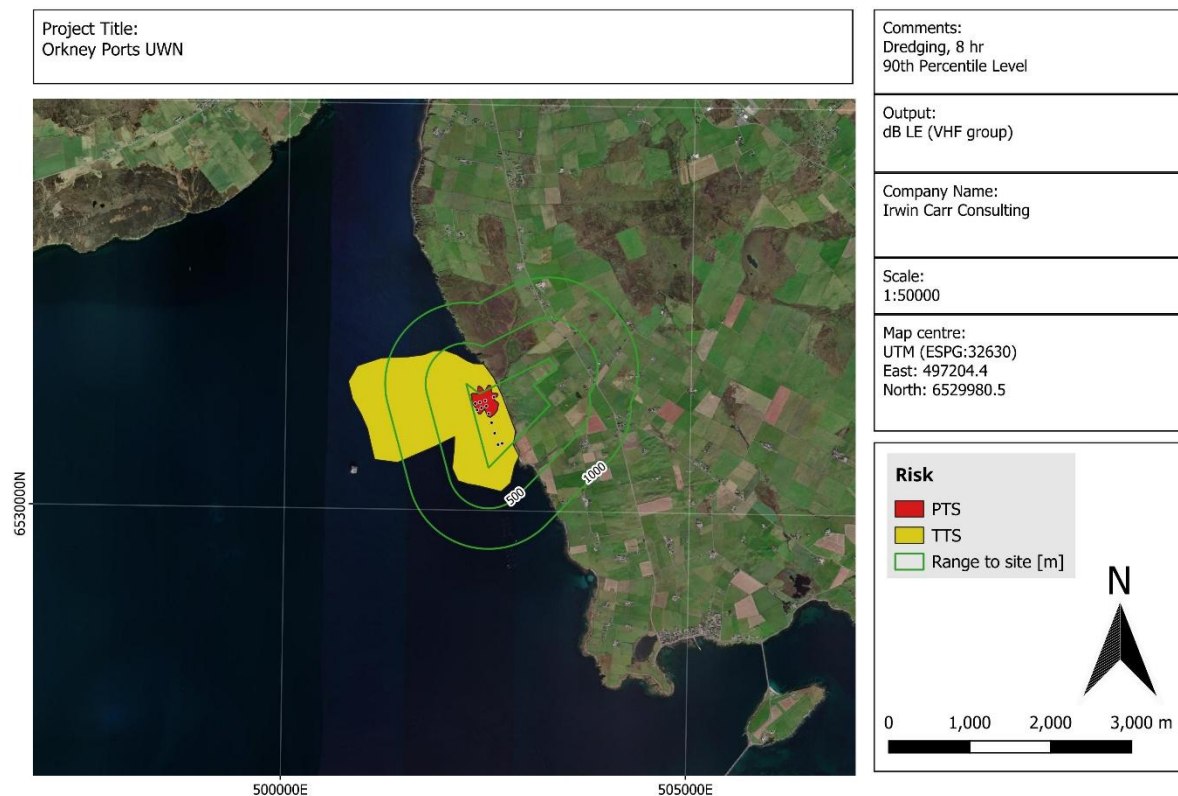 Project Title:
Orkney Ports UWN
Comments:
Dredging, 8 hr
90th Percentile Level
Output:
dB LE (VHF group)
Company Name:
Irwin Carr Consulting
Scale:
1:50000
Map centre:
UTM (ESPG:32630)
East: 497204.4
North: 6529980.5
Risk
PTS
TTS
Range to site [m]
N
0 1,000 2,000 3,000 m
500
1000
6530000N
500000E
505000E